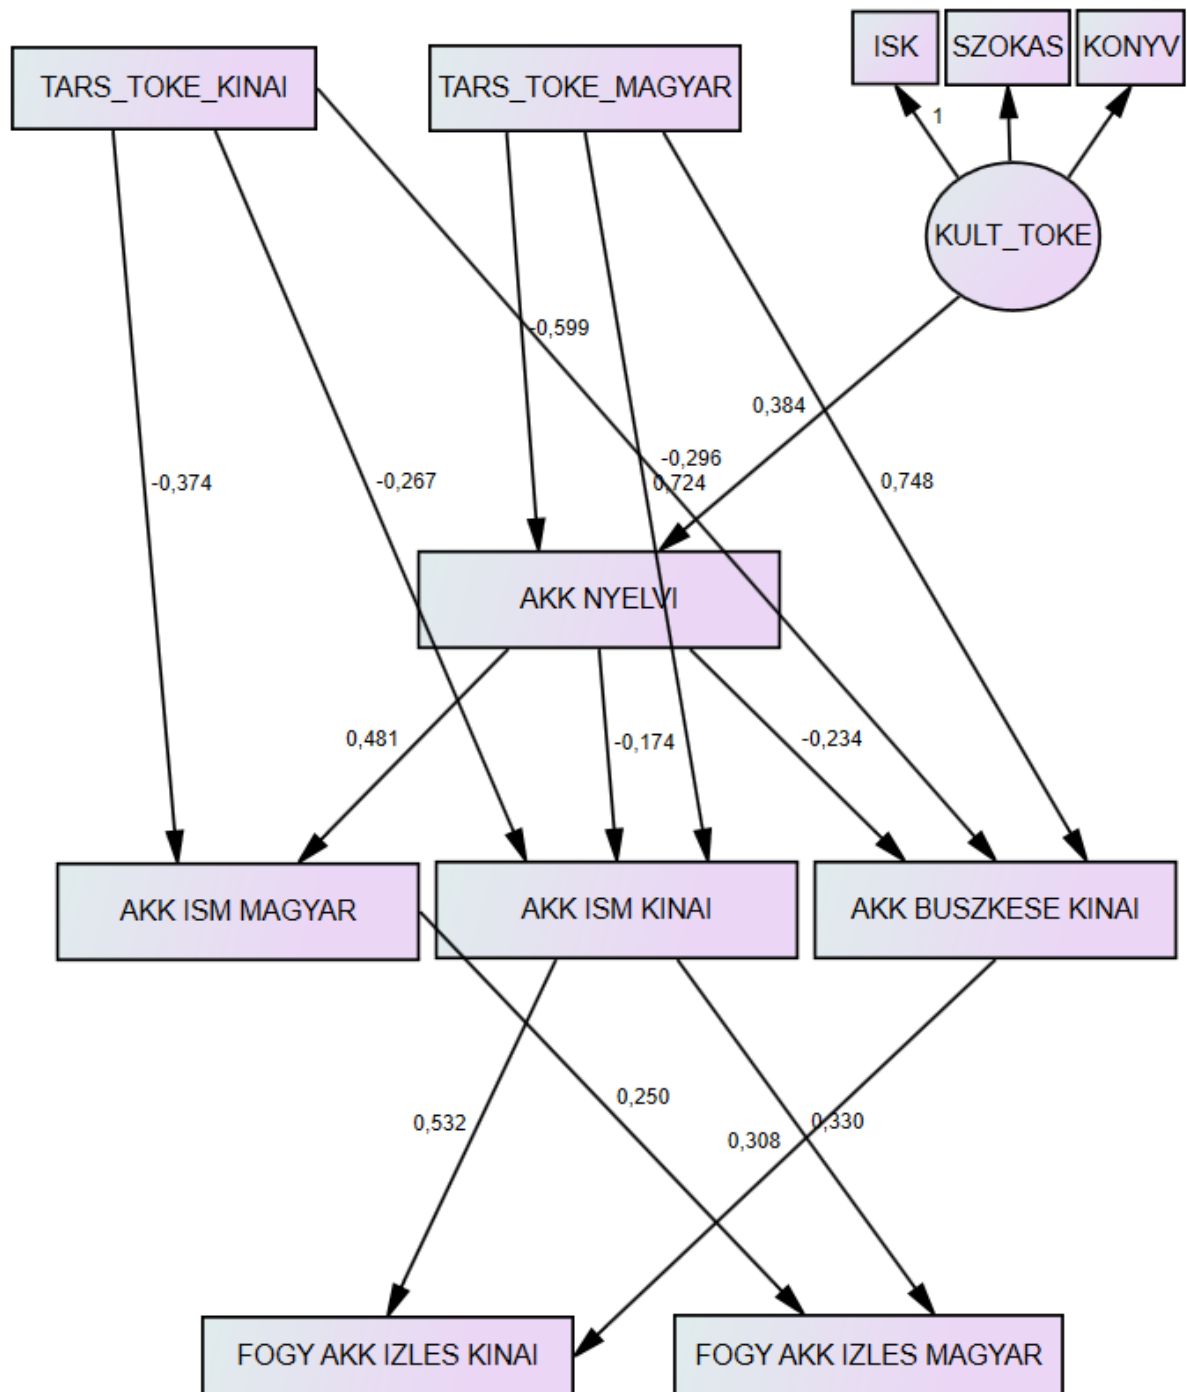 ISK
SZOKAS
KONYV
TARS_TOKE_KINAI
TARS_TOKE_MAGYAR
1
KULT_TOKE
-0,599
0,384
-0,296
0,724
0,748
-0,374
-0,267
AKK NYELVI
0,481
-0,174
-0,234
AKK ISM MAGYAR
AKK ISM KINAI
AKK BUSZKESE KINAI
0,250
0,532
0,308
0,330
FOGY AKK IZLES KINAI
FOGY AKK IZLES MAGYAR